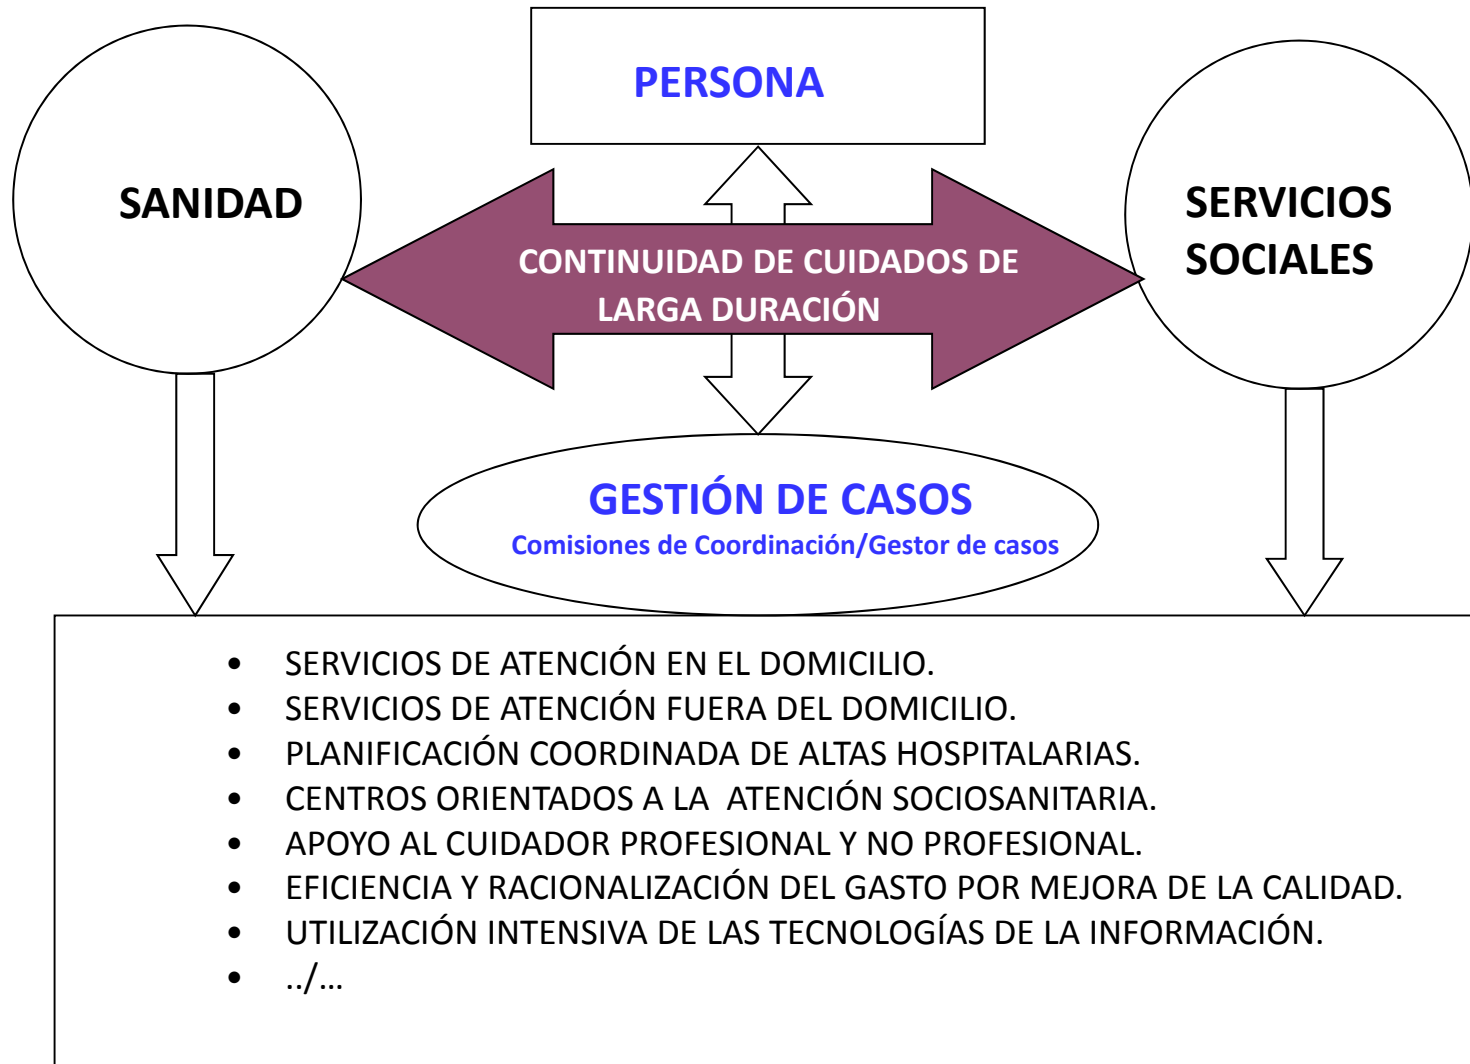 PERSONA
SANIDAD
SERVICIOS
SOCIALES
CONTINUIDAD DE CUIDADOS DE
LARGA DURACIÓN
GESTIÓN DE CASOS
Comisiones de Coordinación/Gestor de casos
• SERVICIOS DE ATENCIÓN EN EL DOMICILIO.
• SERVICIOS DE ATENCIÓN FUERA DEL DOMICILIO.
• PLANIFICACIÓN COORDINADA DE ALTAS HOSPITALARIAS.
• CENTROS ORIENTADOS A LA  ATENCIÓN SOCIOSANITARIA.
• APOYO AL CUIDADOR PROFESIONAL Y NO PROFESIONAL.
• EFICIENCIA Y RACIONALIZACIÓN DEL GASTO POR MEJORA DE LA CALIDAD.
• UTILIZACIÓN INTENSIVA DE LAS TECNOLOGÍAS DE LA INFORMACIÓN.
• ../…